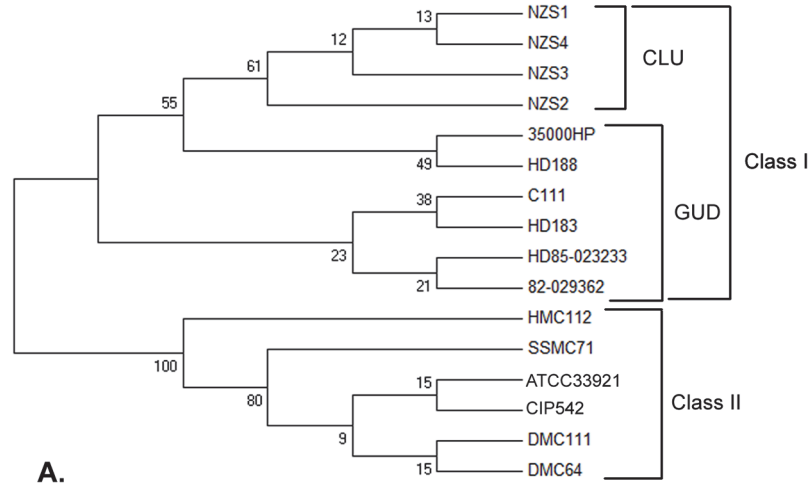 NZS1
13
NZS4
12
CLU
61
NZS3
55
NZS2
35000HP
49
HD188
Class I
38
C111
GUD
HD183
23
HD85-023233
21
82-029362
HMC112
100
SSMC71
80
15
ATCC33921
CIP542
Class II
9
DMC111
15
DMC64
A.